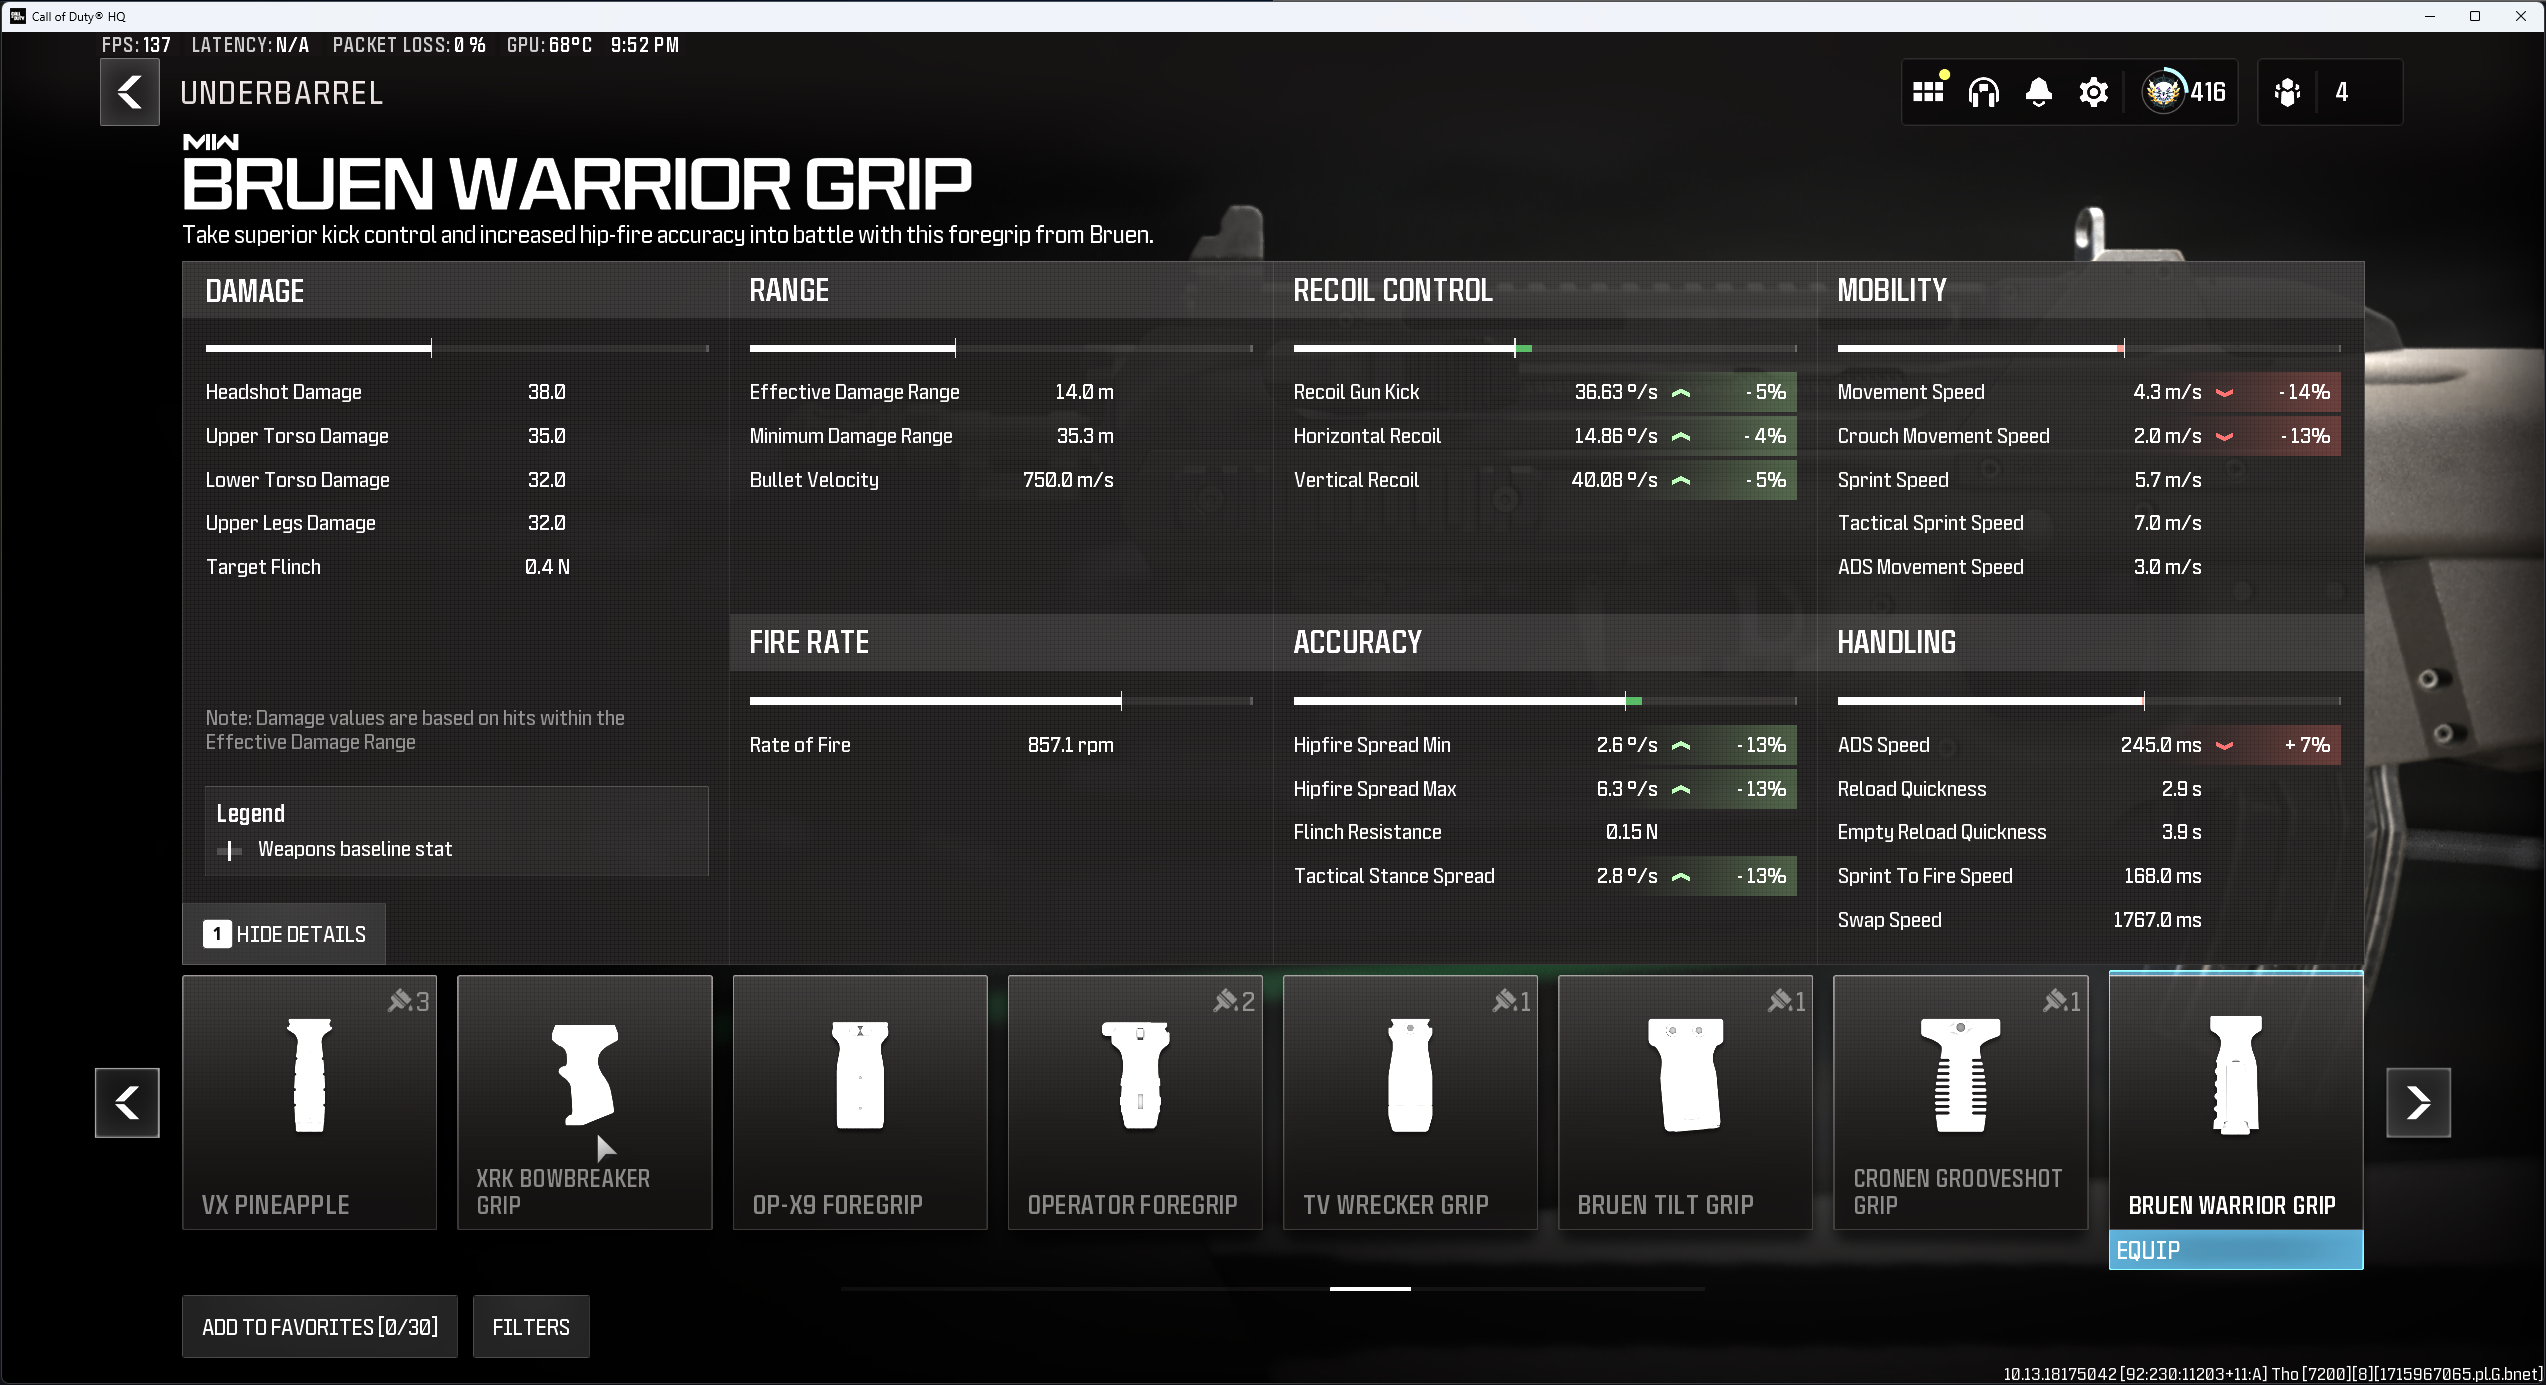 Call of Duty® HQ
FPS: 137 LATENCY: N/A PACKET LOSS: 0 % GPU: 68°C 9:52 PM
UNDERBARREL
416
4
MW
BRUEN WARRIOR GRIP
Take superior kick control and increased hip-fire accuracy into battle with this foregrip from Bruen.
DAMAGE
Headshot Damage 38.0
Upper Torso Damage 35.0
Lower Torso Damage 32.0
Upper Legs Damage 32.0
Target Flinch 0.4 N
Note: Damage values are based on hits within the
Effective Damage Range
Legend
Weapons baseline stat
1 HIDE DETAILS
RANGE
Effective Damage Range 14.0 m
Minimum Damage Range 35.3 m
Bullet Velocity 750.0 m/s
FIRE RATE
Rate of Fire 857.1 rpm
RECOIL CONTROL
Recoil Gun Kick 36.63 º/s - 5%
Horizontal Recoil 14.86 º/s - 4%
Vertical Recoil 40.08 º/s - 5%
ACCURACY
Hipfire Spread Min 2.6 º/s - 13%
Hipfire Spread Max 6.3 º/s - 13%
Flinch Resistance 0.15 N
Tactical Stance Spread 2.8 º/s - 13%
MOBILITY
Movement Speed 4.3 m/s - 14%
Crouch Movement Speed 2.0 m/s - 13%
Sprint Speed 5.7 m/s
Tactical Sprint Speed 7.0 m/s
ADS Movement Speed 3.0 m/s
HANDLING
ADS Speed 245.0 ms + 7%
Reload Quickness 2.9 s
Empty Reload Quickness 3.9 s
Sprint To Fire Speed 168.0 ms
Swap Speed 1767.0 ms
3
VX PINEAPPLE
XRK BOWBREAKER
GRIP
OP-X9 FOREGRIP
2
OPERATOR FOREGRIP
1
TV WRECKER GRIP
1
BRUEN TILT GRIP
1
CRONEN GROOVESHOT
GRIP
BRUEN WARRIOR GRIP
EQUIP
ADD TO FAVORITES [0/30]
FILTERS
10.13.18175042 [92:230:11203+11:A] Tho [7200][8][1715967065.pl.G.bnet]